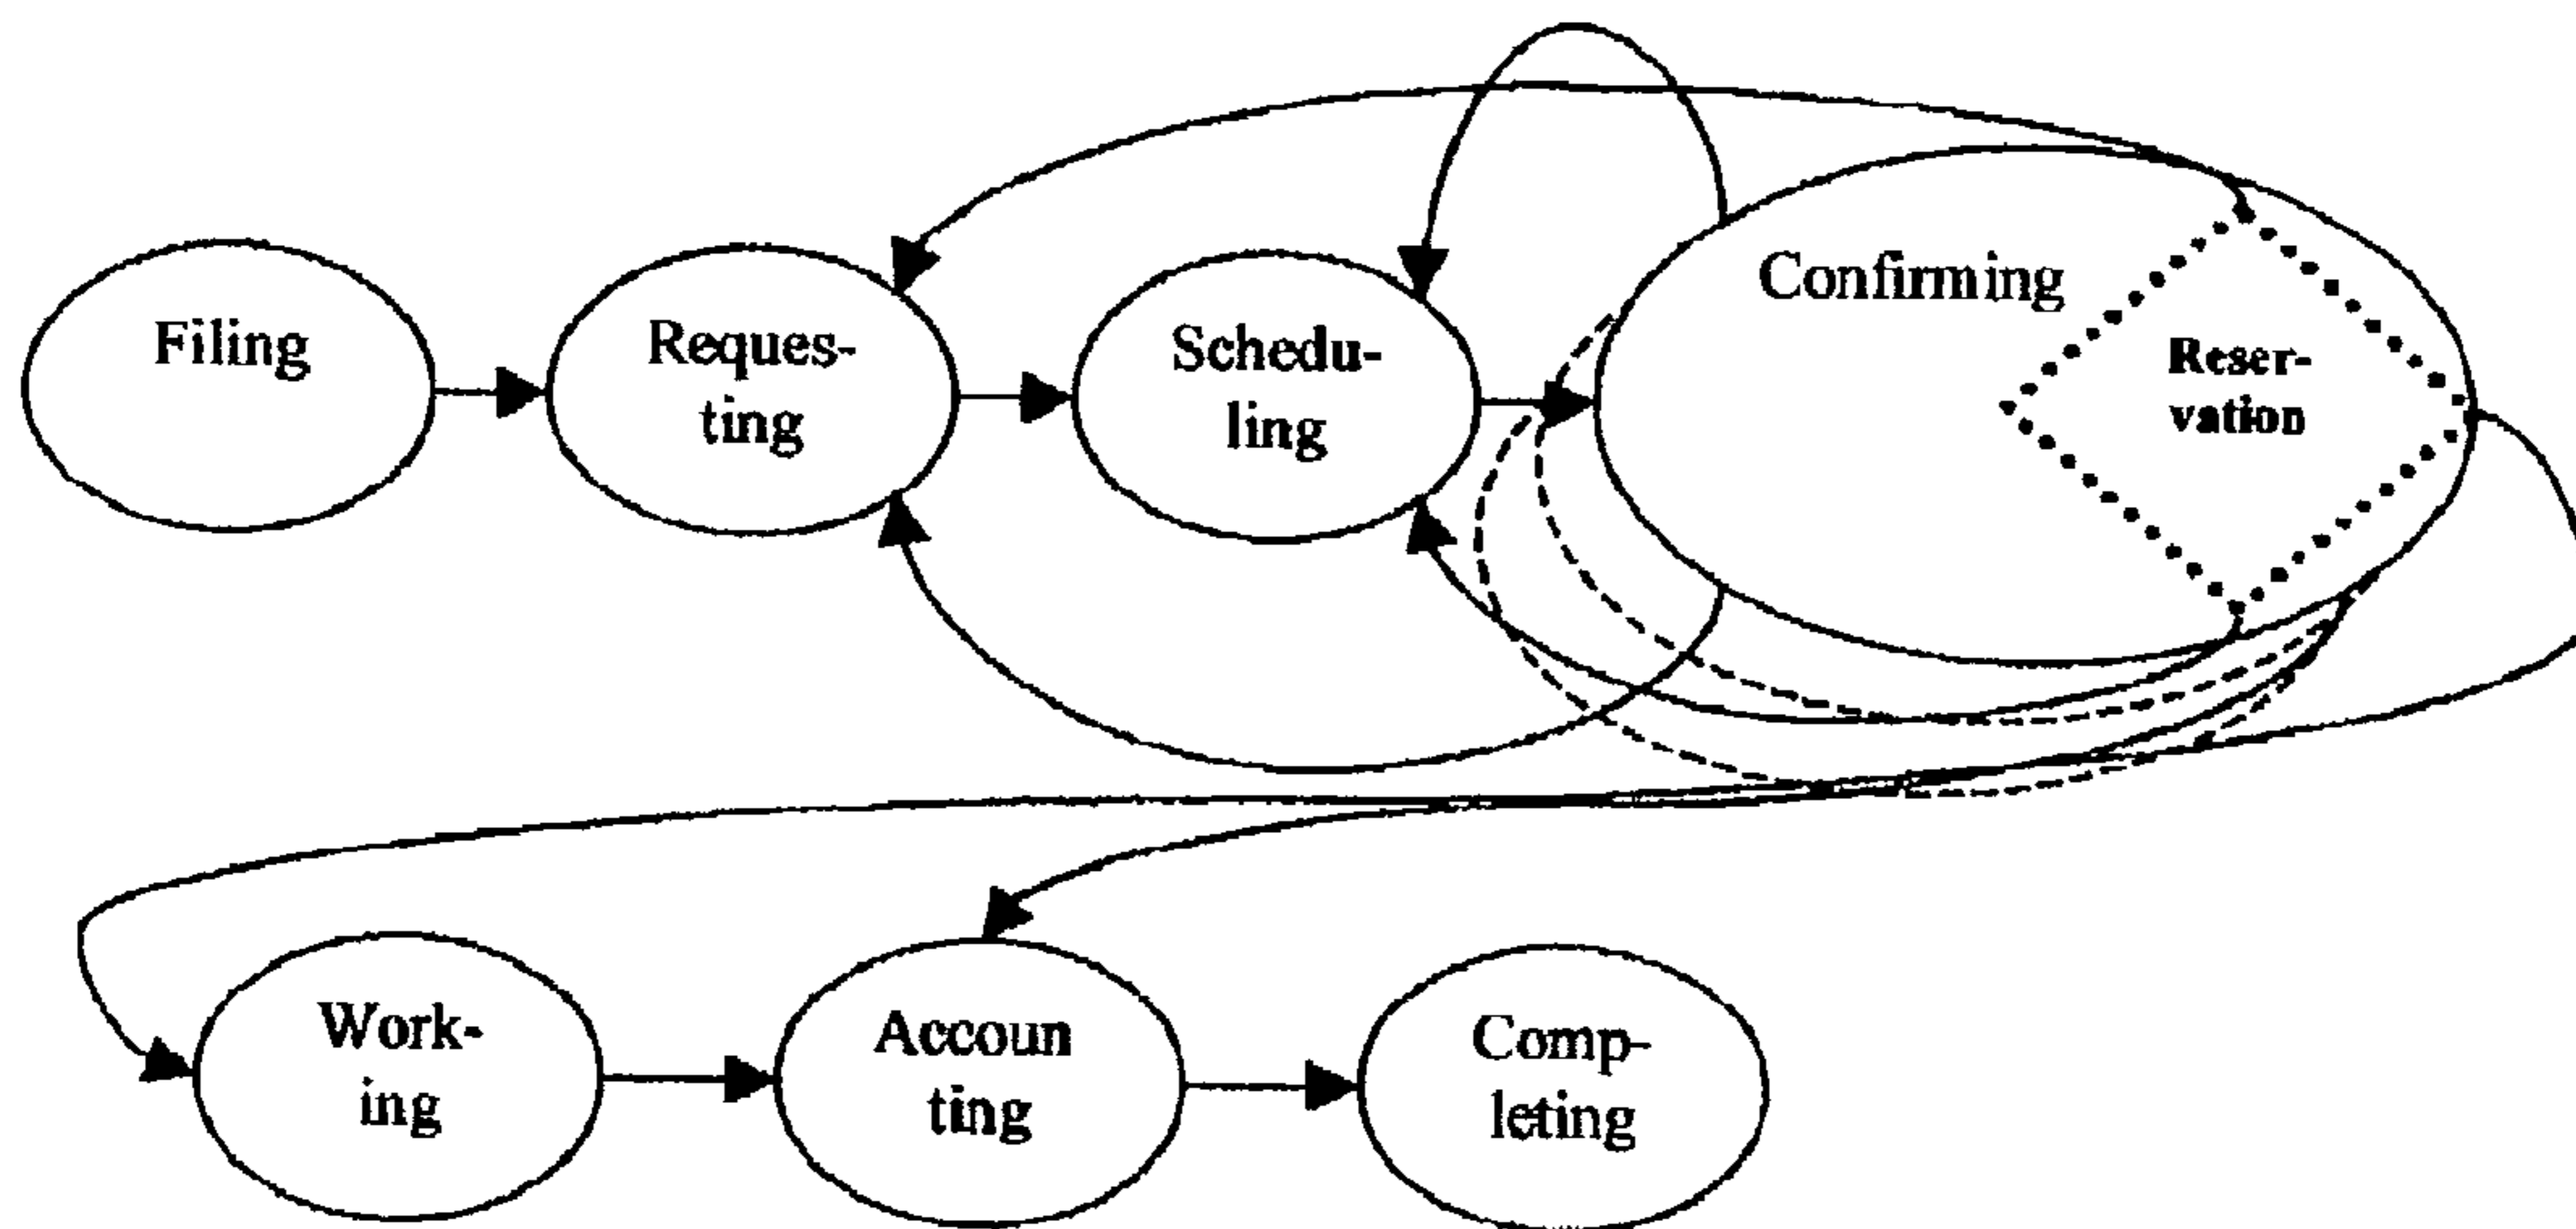 Filing
Reques-
ting
Schedu-
ling
Confirming
Reser-
vation
Work-
ing
Accoun
ting
Comp-
leting